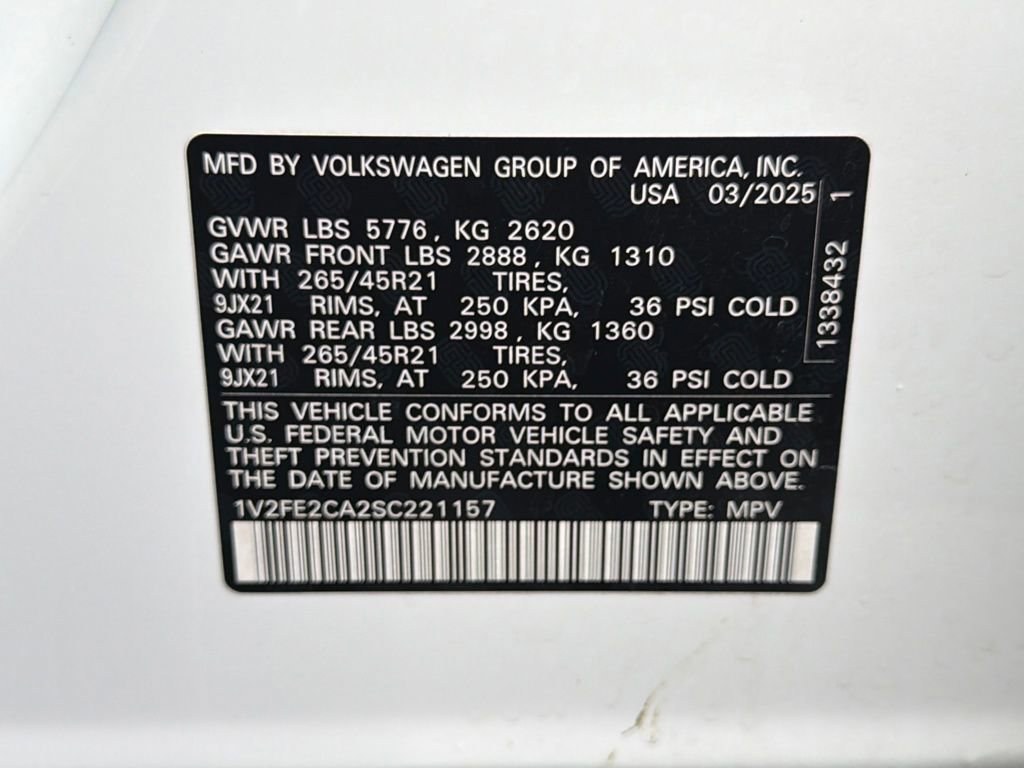 MFD BY VOLKSWAGEN GROUP OF AMERICA, INC.
USA 03/2025
GVWR LBS 5776, KG 2620
GAWR FRONT LBS 2888, KG 1310
WITH 265/45R21 TIRES,
9JX21 RIMS, AT 250 KPA, 36 PSI COLD
GAWR REAR LBS 2998, KG 1360
WITH 265/45R21 TIRES,
9JX21 RIMS, AT 250 KPA, 36 PSI COLD
1338432 1
THIS VEHICLE CONFORMS TO ALL APPLICABLE
U.S. FEDERAL MOTOR VEHICLE SAFETY AND
THEFT PREVENTION STANDARDS IN EFFECT ON
THE DATE OF MANUFACTURE SHOWN ABOVE.
1V2FE2CA2SC221157 TYPE: MPV